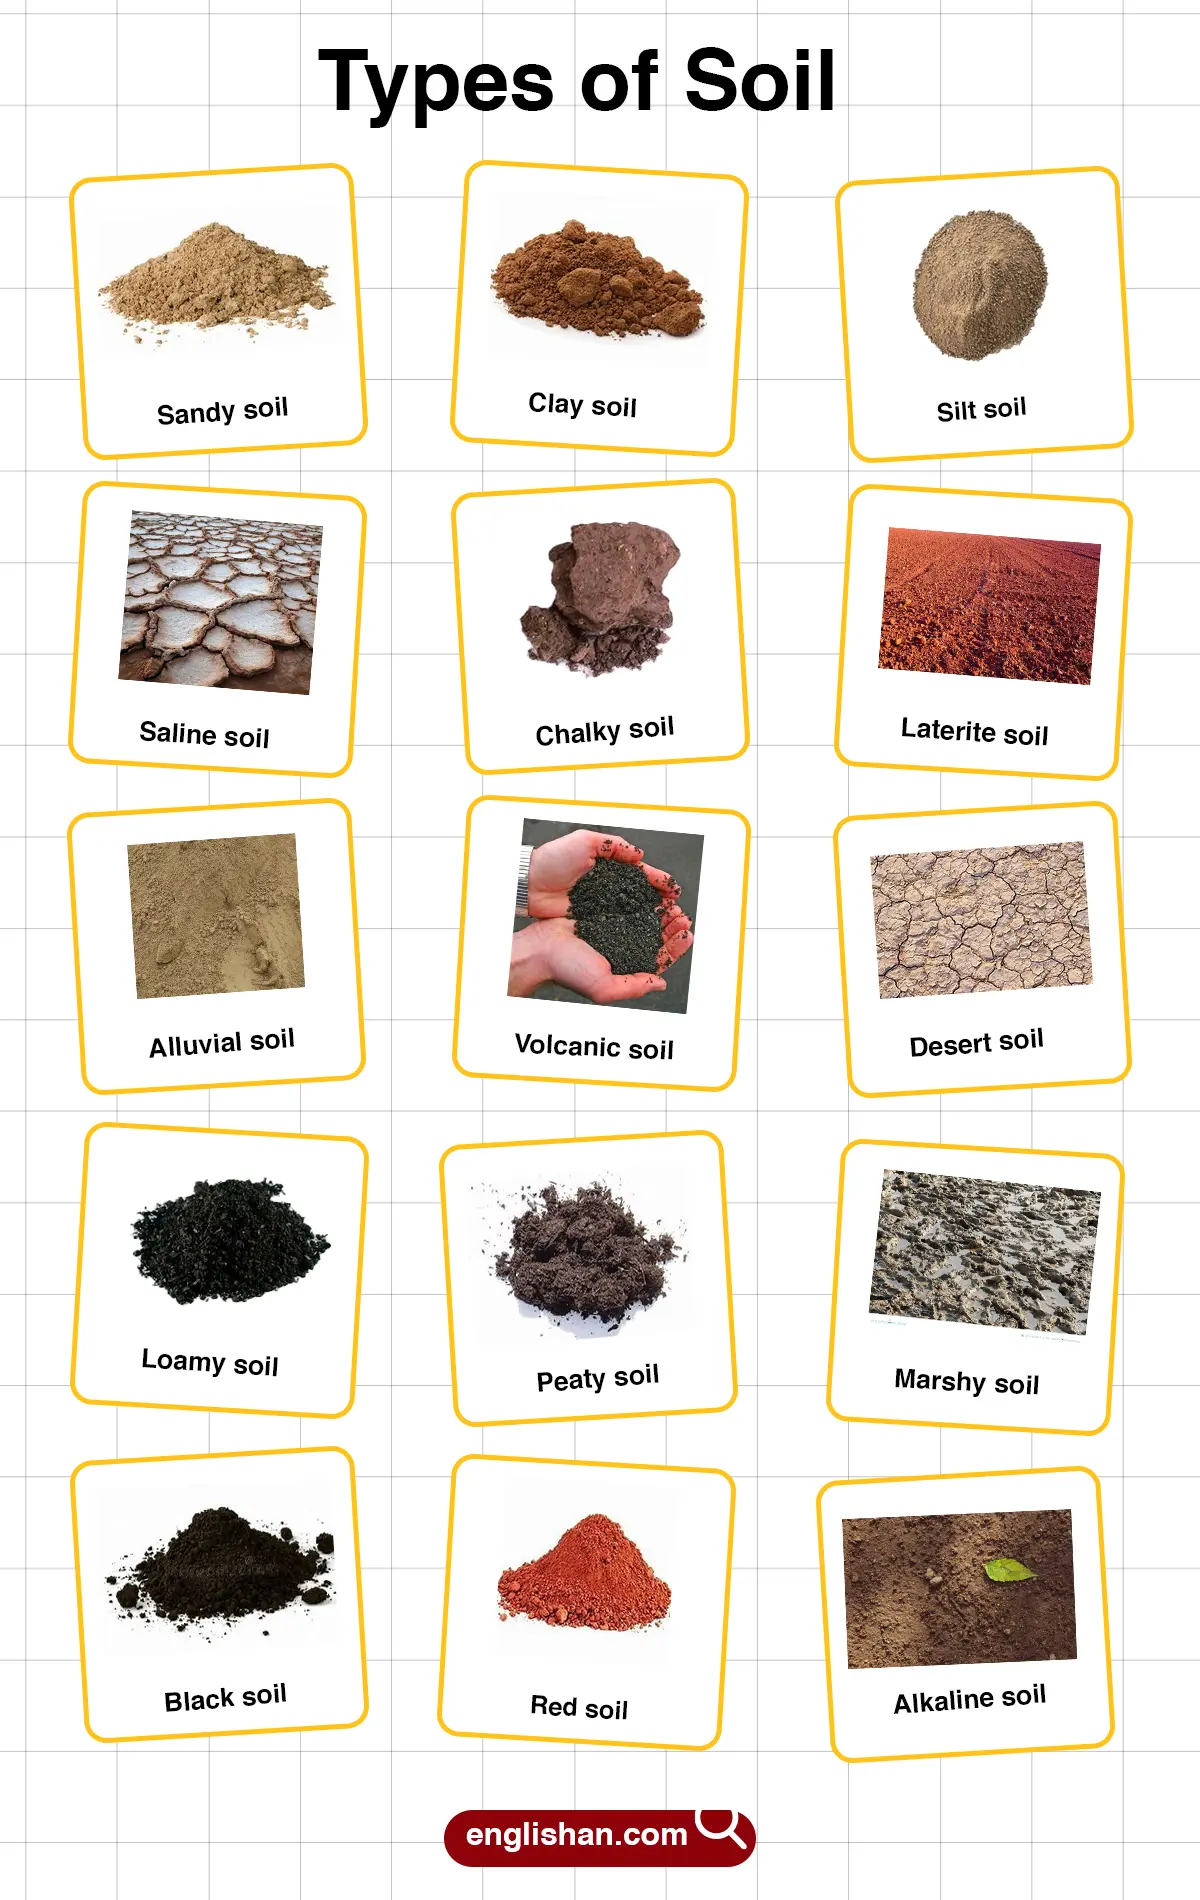 Types of Soil
Sandy soil
Clay soil
Silt soil
Saline soil
Chalky soil
Laterite soil
Alluvial soil
Volcanic soil
Desert soil
Loamy soil
Peaty soil
Marshy soil
Black soil
Red soil
Alkaline soil
englishan.com